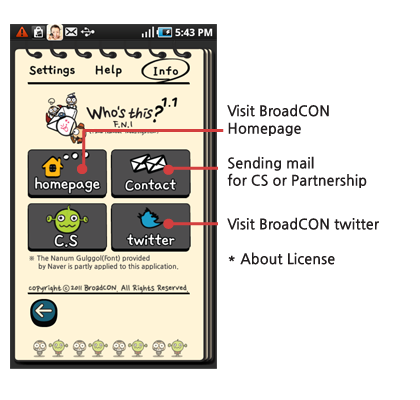 5:43 PM
Settings Help Info
Who's this? 1.1
F.N.I
homepage
Contact
C.S
twitter
※ The Nanum Gulggol(Font) provided
by Naver is partly applied to this application.
copyright ⓒ 2011 BroadCON. All Rights Reserved
Visit BroadCON
Homepage
Sending mail
for CS or Partnership
Visit BroadCON twitter
* About License